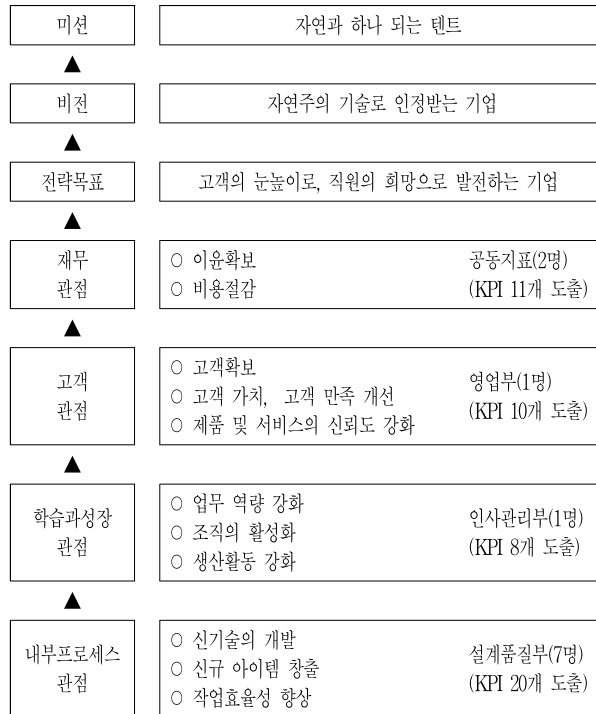 미션
자연과 하나 되는 텐트
▲
비전
자연주의 기술로 인정받는 기업
▲
전략목표
고객의 눈높이로, 직원의 희망으로 발전하는 기업
▲
재무
관점
○ 이윤확보
○ 비용절감
공동지표(2명)
(KPI 11개 도출)
▲
고객
관점
○ 고객확보
○ 고객 가치, 고객 만족 개선
○ 제품 및 서비스의 신뢰도 강화
영업부(1명)
(KPI 10개 도출)
▲
학습과성장
관점
○ 업무 역량 강화
○ 조직의 활성화
○ 생산활동 강화
인사관리부(1명)
(KPI 8개 도출)
▲
내부프로세스
관점
○ 신기술의 개발
○ 신규 아이템 창출
○ 작업효율성 향상
설계품질부(7명)
(KPI 20개 도출)